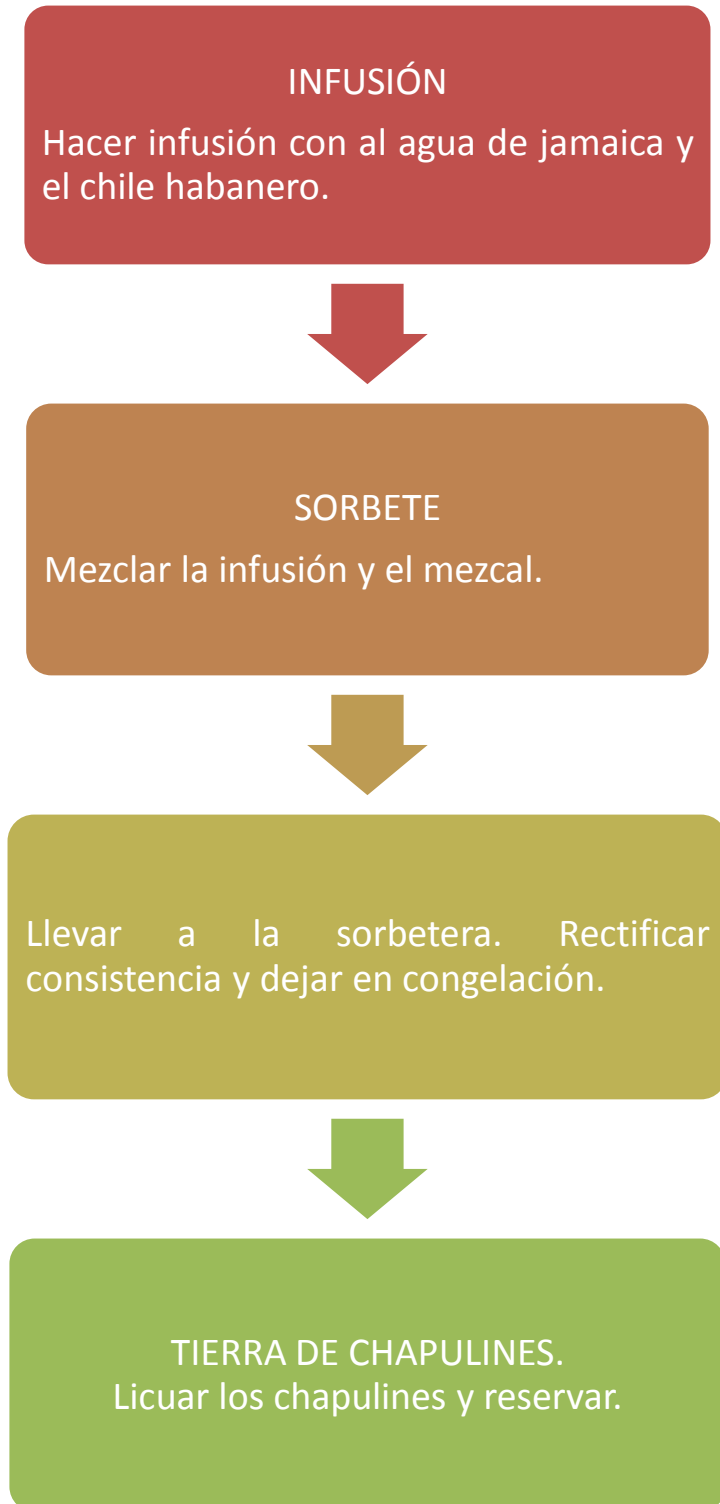 INFUSIÓN
Hacer infusión con al agua de jamaica y
el chile habanero.
SORBETE
Mezclar la infusión y el mezcal.
Llevar a la sorbetera. Rectificar
consistencia y dejar en congelación.
TIERRA DE CHAPULINES.
Licuar los chapulines y reservar.